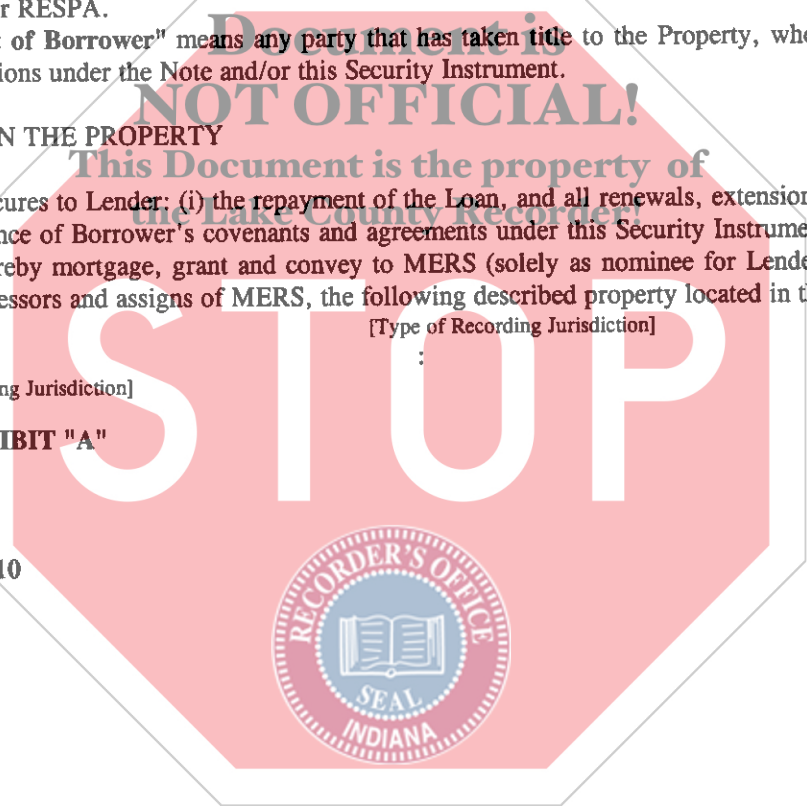 r RESPA.
Document is
t of Borrower" means any party that has taken title to the Property, whe
ions under the Note and/or this Security Instrument.
NOT OFFICIAL!
N THE PROPERTY
This Document is the property of
cures to Lender: (i) the repayment of the Loan, and all renewals, extension
the Lake County Recorder!
nce of Borrower's covenants and agreements under this Security Instrume
reby mortgage, grant and convey to MERS (solely as nominee for Lende
essors and assigns of MERS, the following described property located in th
[Type of Recording Jurisdiction]
:
ng Jurisdiction]
IBIT "A"
STOP
10
RECORDER'S OFFICE
SEAL
INDIANA